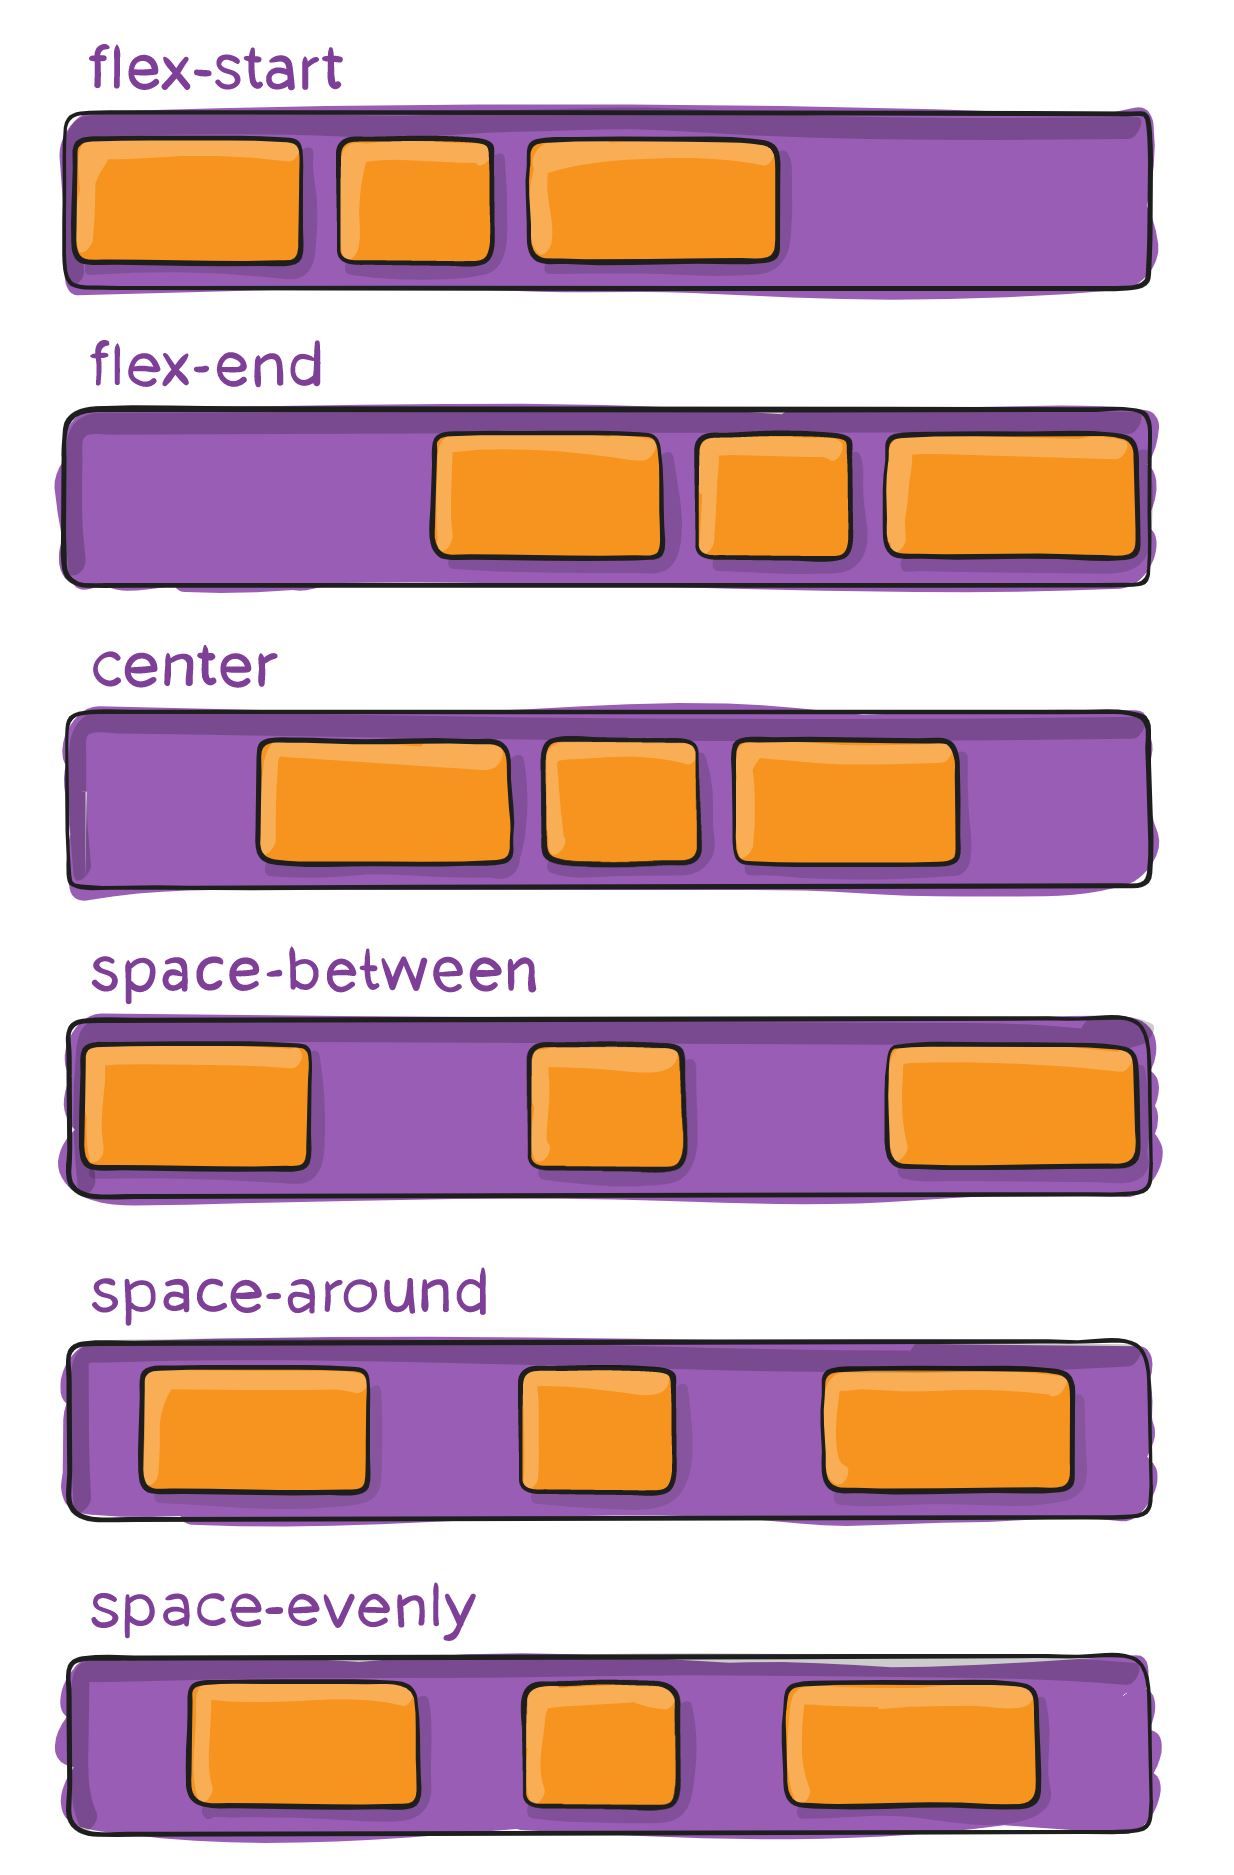 flex-start
flex-end
center
space-between
space-around
space-evenly